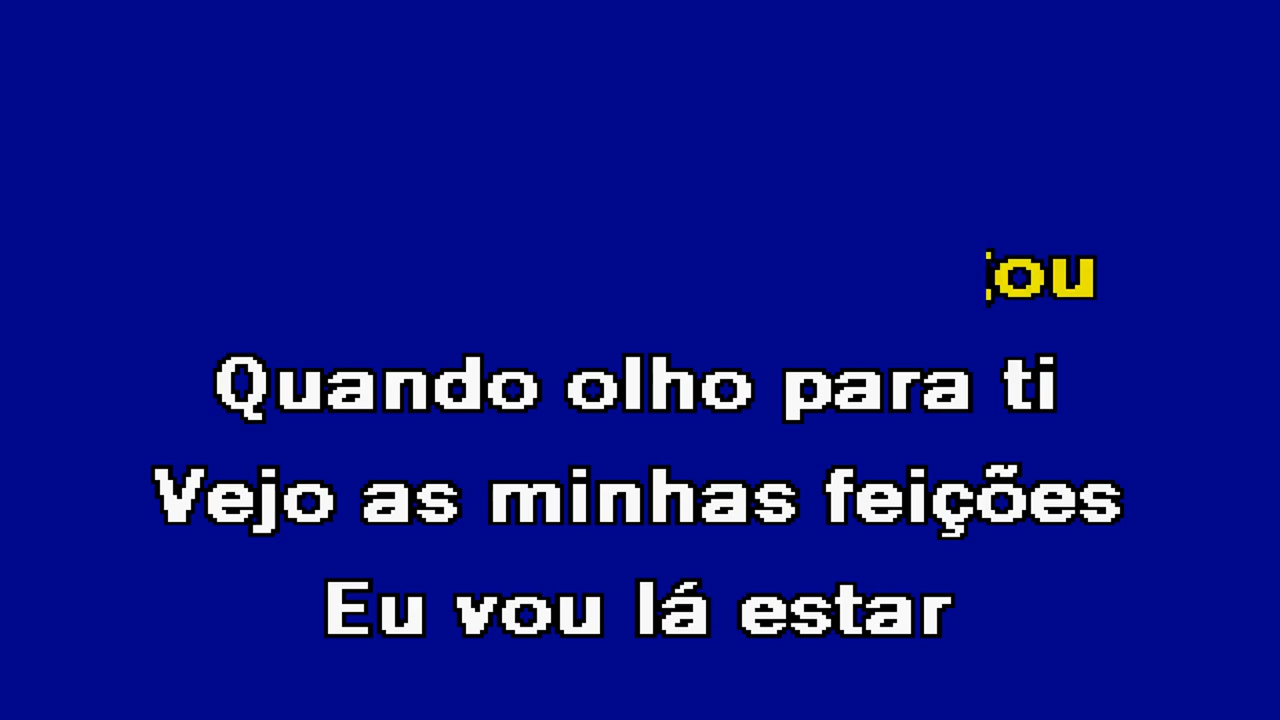 ou
Quando olho para ti
Vejo as minhas feições
Eu vou lá estar